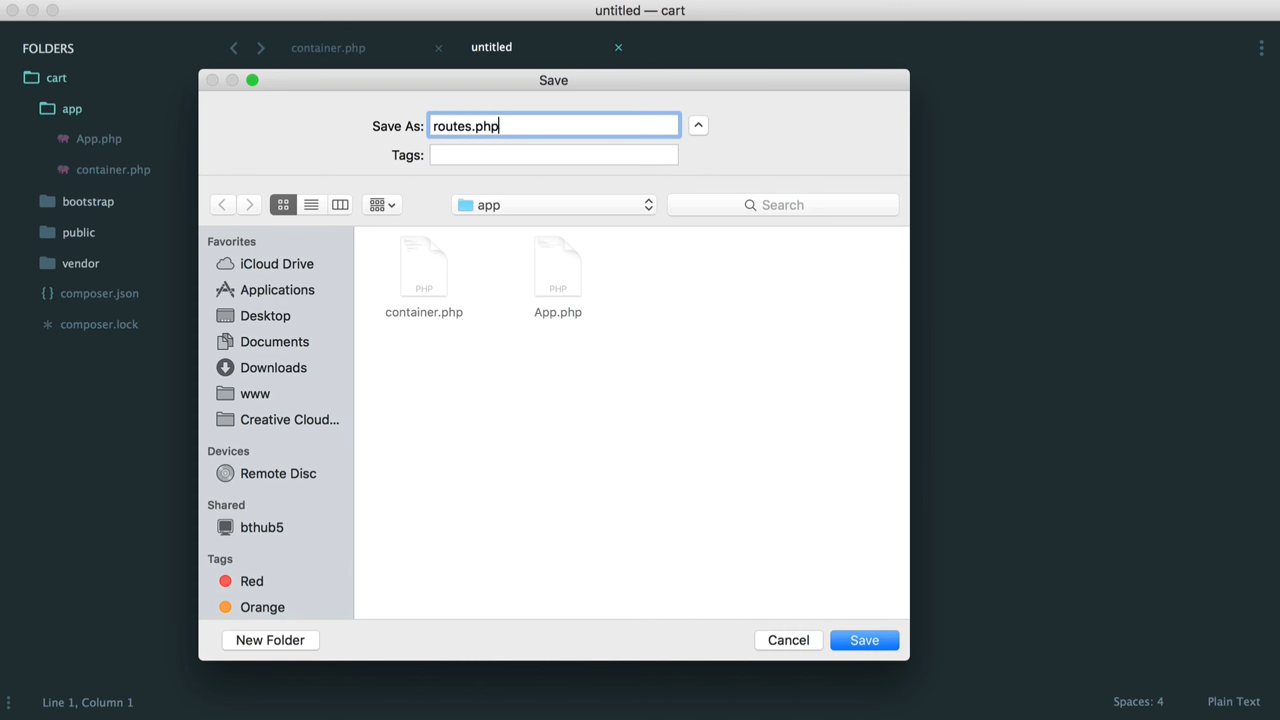 untitled — cart
FOLDERS
container.php
untitled
cart
app
App.php
container.php
bootstrap
public
vendor
{ } composer.json
* composer.lock
Save
Save As: routes.php
Tags:
app
Search
Favorites
iCloud Drive
Applications
Desktop
Documents
Downloads
www
Creative Cloud...
Devices
Remote Disc
Shared
bthub5
Tags
Red
Orange
PHP
container.php
PHP
App.php
New Folder
Cancel
Save
Line 1, Column 1
Spaces: 4
Plain Text